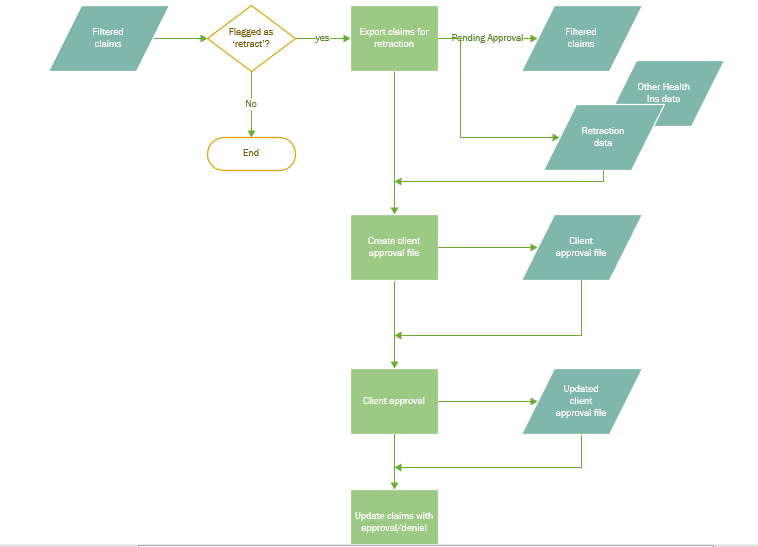 Filtered
claims
Flagged as
'retract'?
yes
Export claims for
retraction
Pending Approval
Filtered
claims
No
End
Other Health
Ins data
Retraction
data
Create client
approval file
Client
approval file
Client approval
Updated
client
approval file
Update claims with
approval/denial